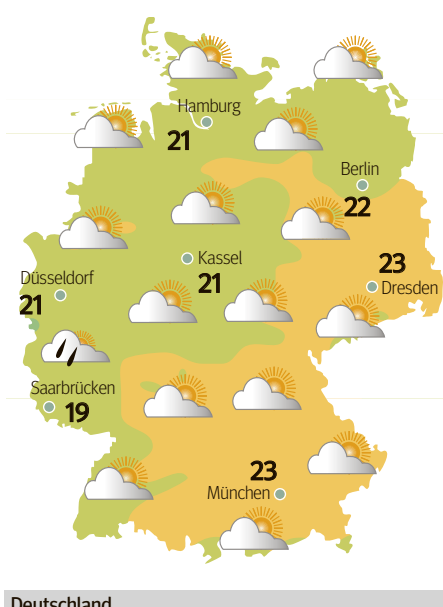 Hamburg
21
Berlin
22
Kassel
21
23
Dresden
Düsseldorf
21
Saarbrücken
19
23
München
Deutschland